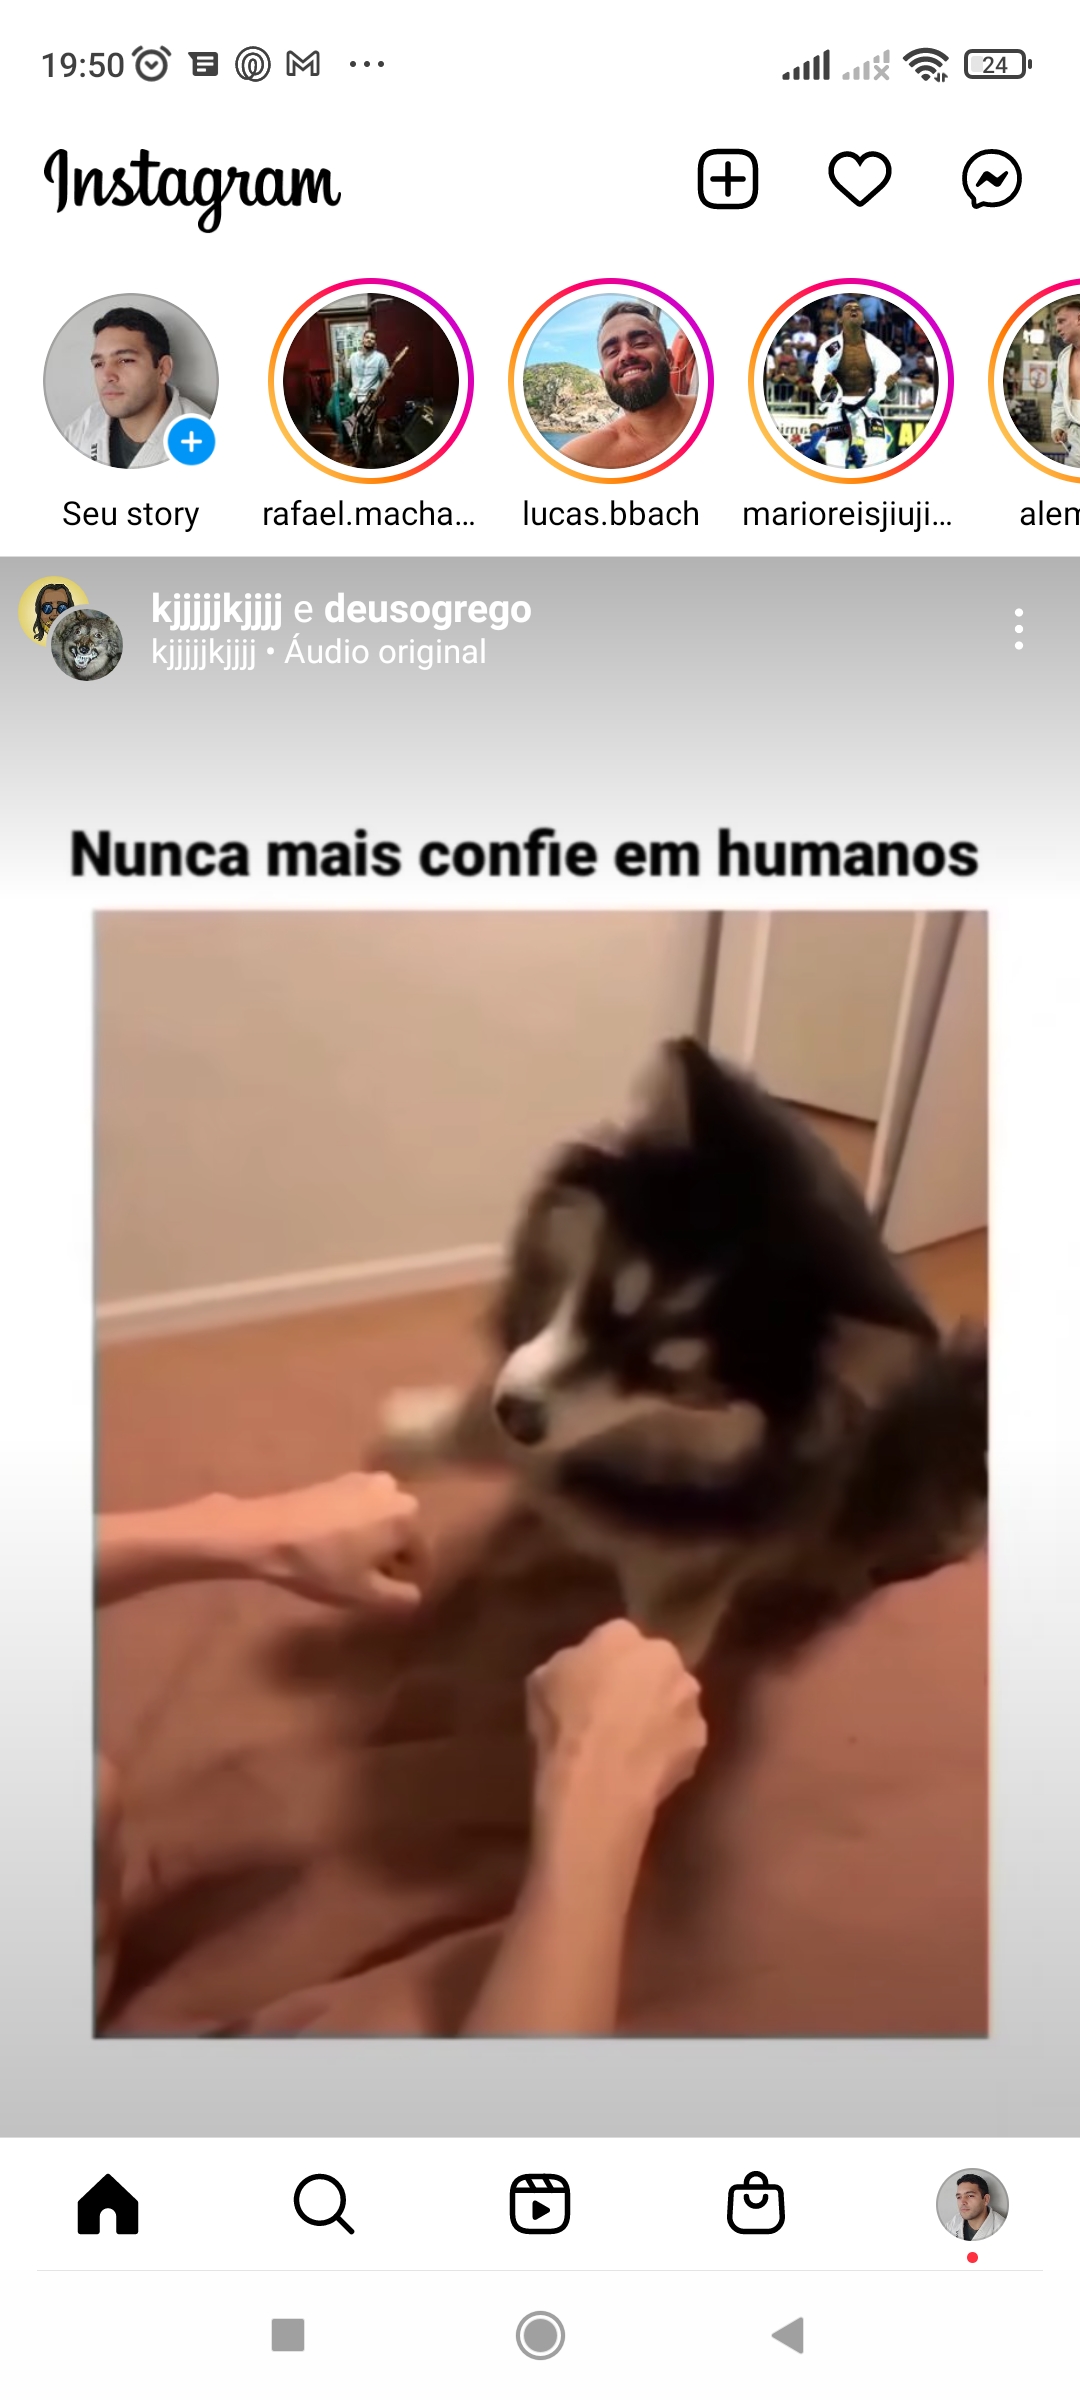 19:50
24
Instagram
Seu story
rafael.macha...
lucas.bbach
marioreisjiuji...
alem
kjjjjjkjjjj e deusogrego
kjjjjjkjjjj • Áudio original
Nunca mais confie em humanos